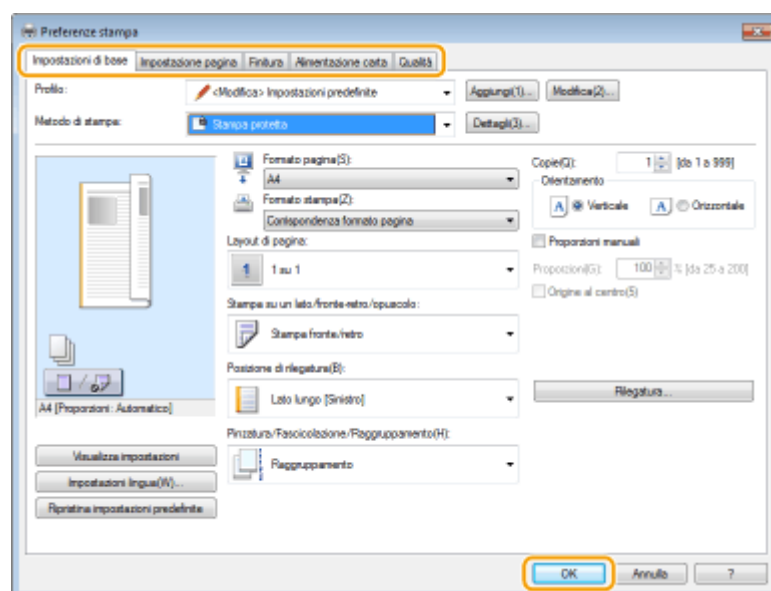 Preferenze stampa
Impostazioni di base Impostazione pagina Finitura Alimentazione carta Qualità
Profilo: <Modifica> Impostazioni predefinite Aggiungi(1)... Modifica(2)...
Metodo di stampa: Stampa protetta Dettagli(3)...
Formato pagina(S): Copie(Q): 1 [da 1 a 999]
A4 Orientamento
Formato stampa(Z): A Verticale A Orizzontale
Corrispondenza formato pagina
Layout di pagine: Proporzioni manuali
1 1 su 1 Proporzioni(G): 100 % [da 25 a 200]
Origine al centro(5)
Stampa su un lato/fronte-retro/opuscolo:
Stampa fronte/retro
Posizione di rilegatura(B):
Lato lungo [Sinistro] Rilegatura...
A4 [Proporzioni: Automatico]
Pinzatura/Fascicolazione/Raggruppamento(H):
Visualizza impostazioni Raggruppamento
Impostazioni lingua(W)...
Ripristina impostazioni predefinite
OK Annulla ?